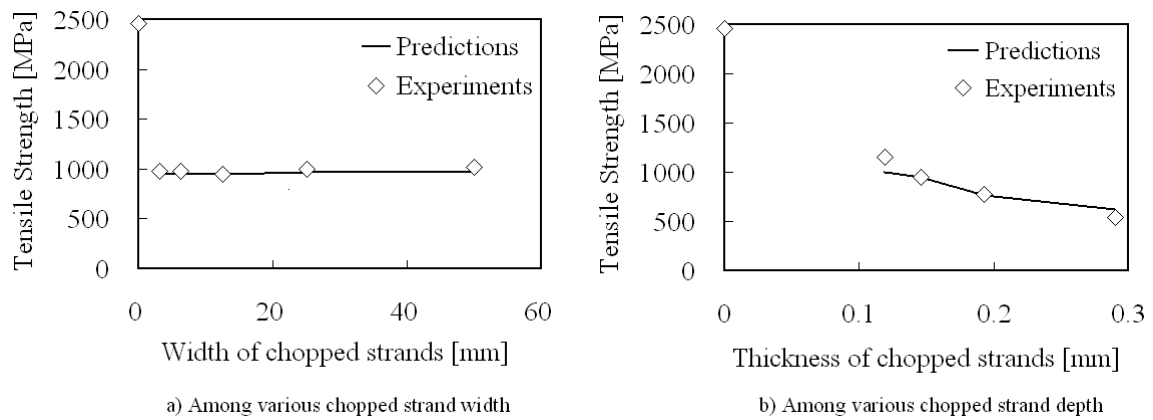 Tensile Strength [MPa]
2500
2000
1500
1000
500
0
Predictions
Experiments
0
20
40
60
Width of chopped strands [mm]
a) Among various chopped strand width
Tensile Strength [MPa]
2500
2000
1500
1000
500
0
Predictions
Experiments
0
0.1
0.2
0.3
Thickness of chopped strands [mm]
b) Among various chopped strand depth